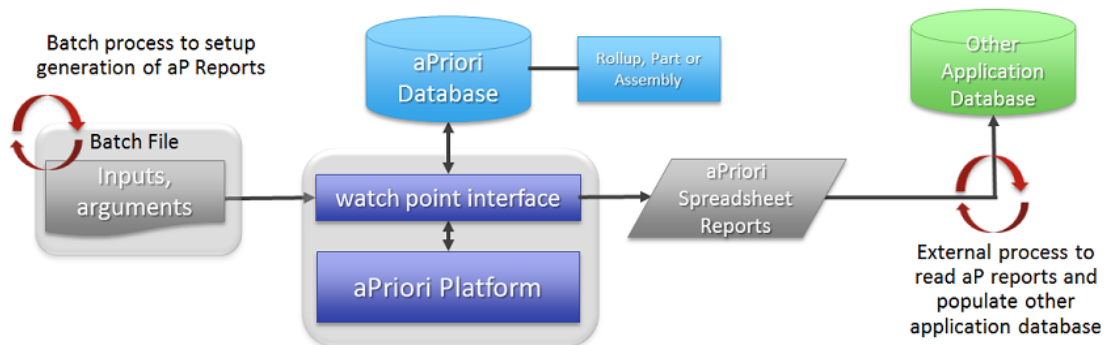 Batch process to setup
generation of aP Reports
Batch File
Inputs,
arguments
aPriori
Database
Rollup, Part or
Assembly
watch point interface
aPriori Platform
aPriori
Spreadsheet
Reports
Other
Application
Database
External process to
read aP reports and
populate other
application database